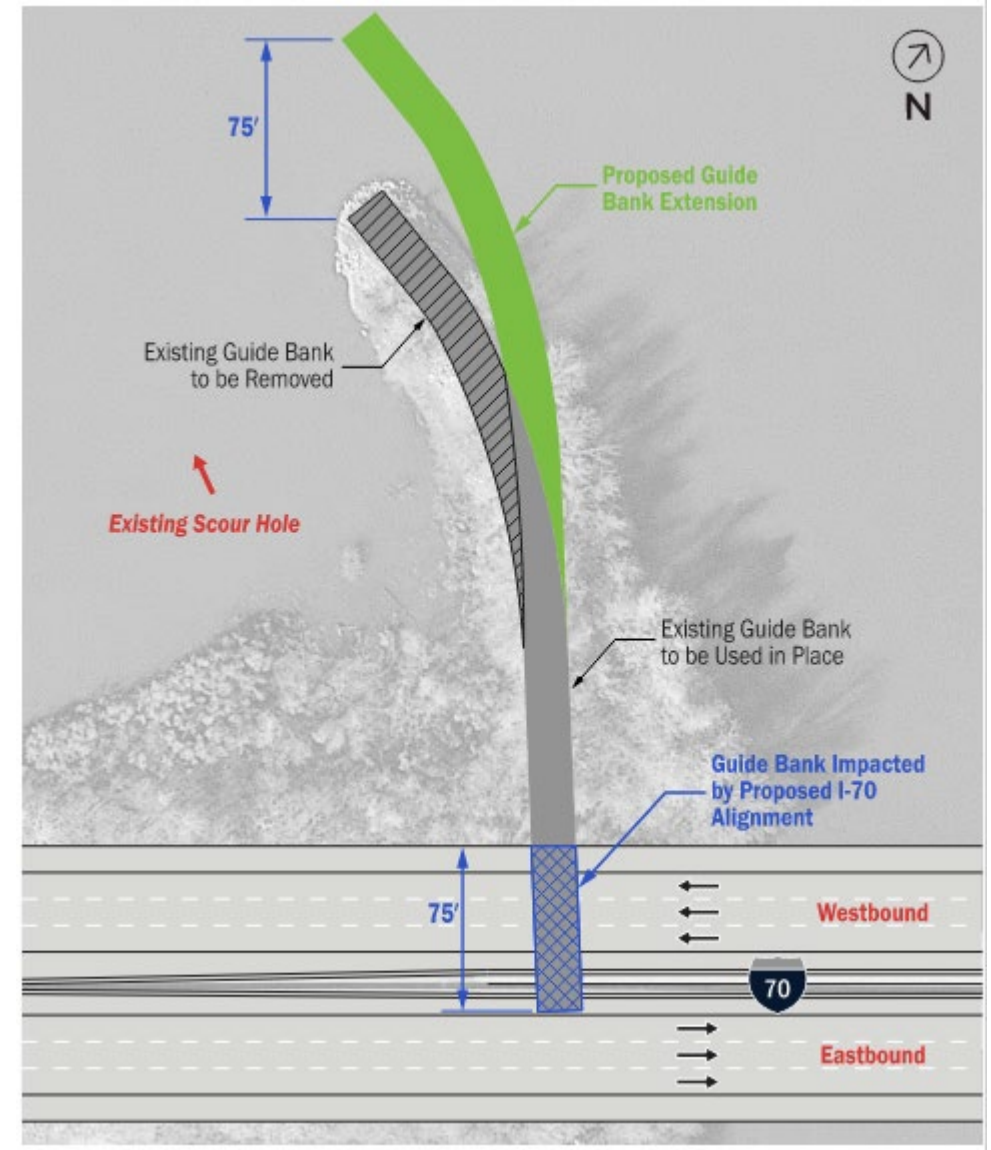 N
75′
Proposed Guide
Bank Extension
Existing Guide Bank
to be Removed
Existing Scour Hole
Existing Guide Bank
to be Used in Place
Guide Bank Impacted
by Proposed I-70
Alignment
75′
Westbound
70
Eastbound